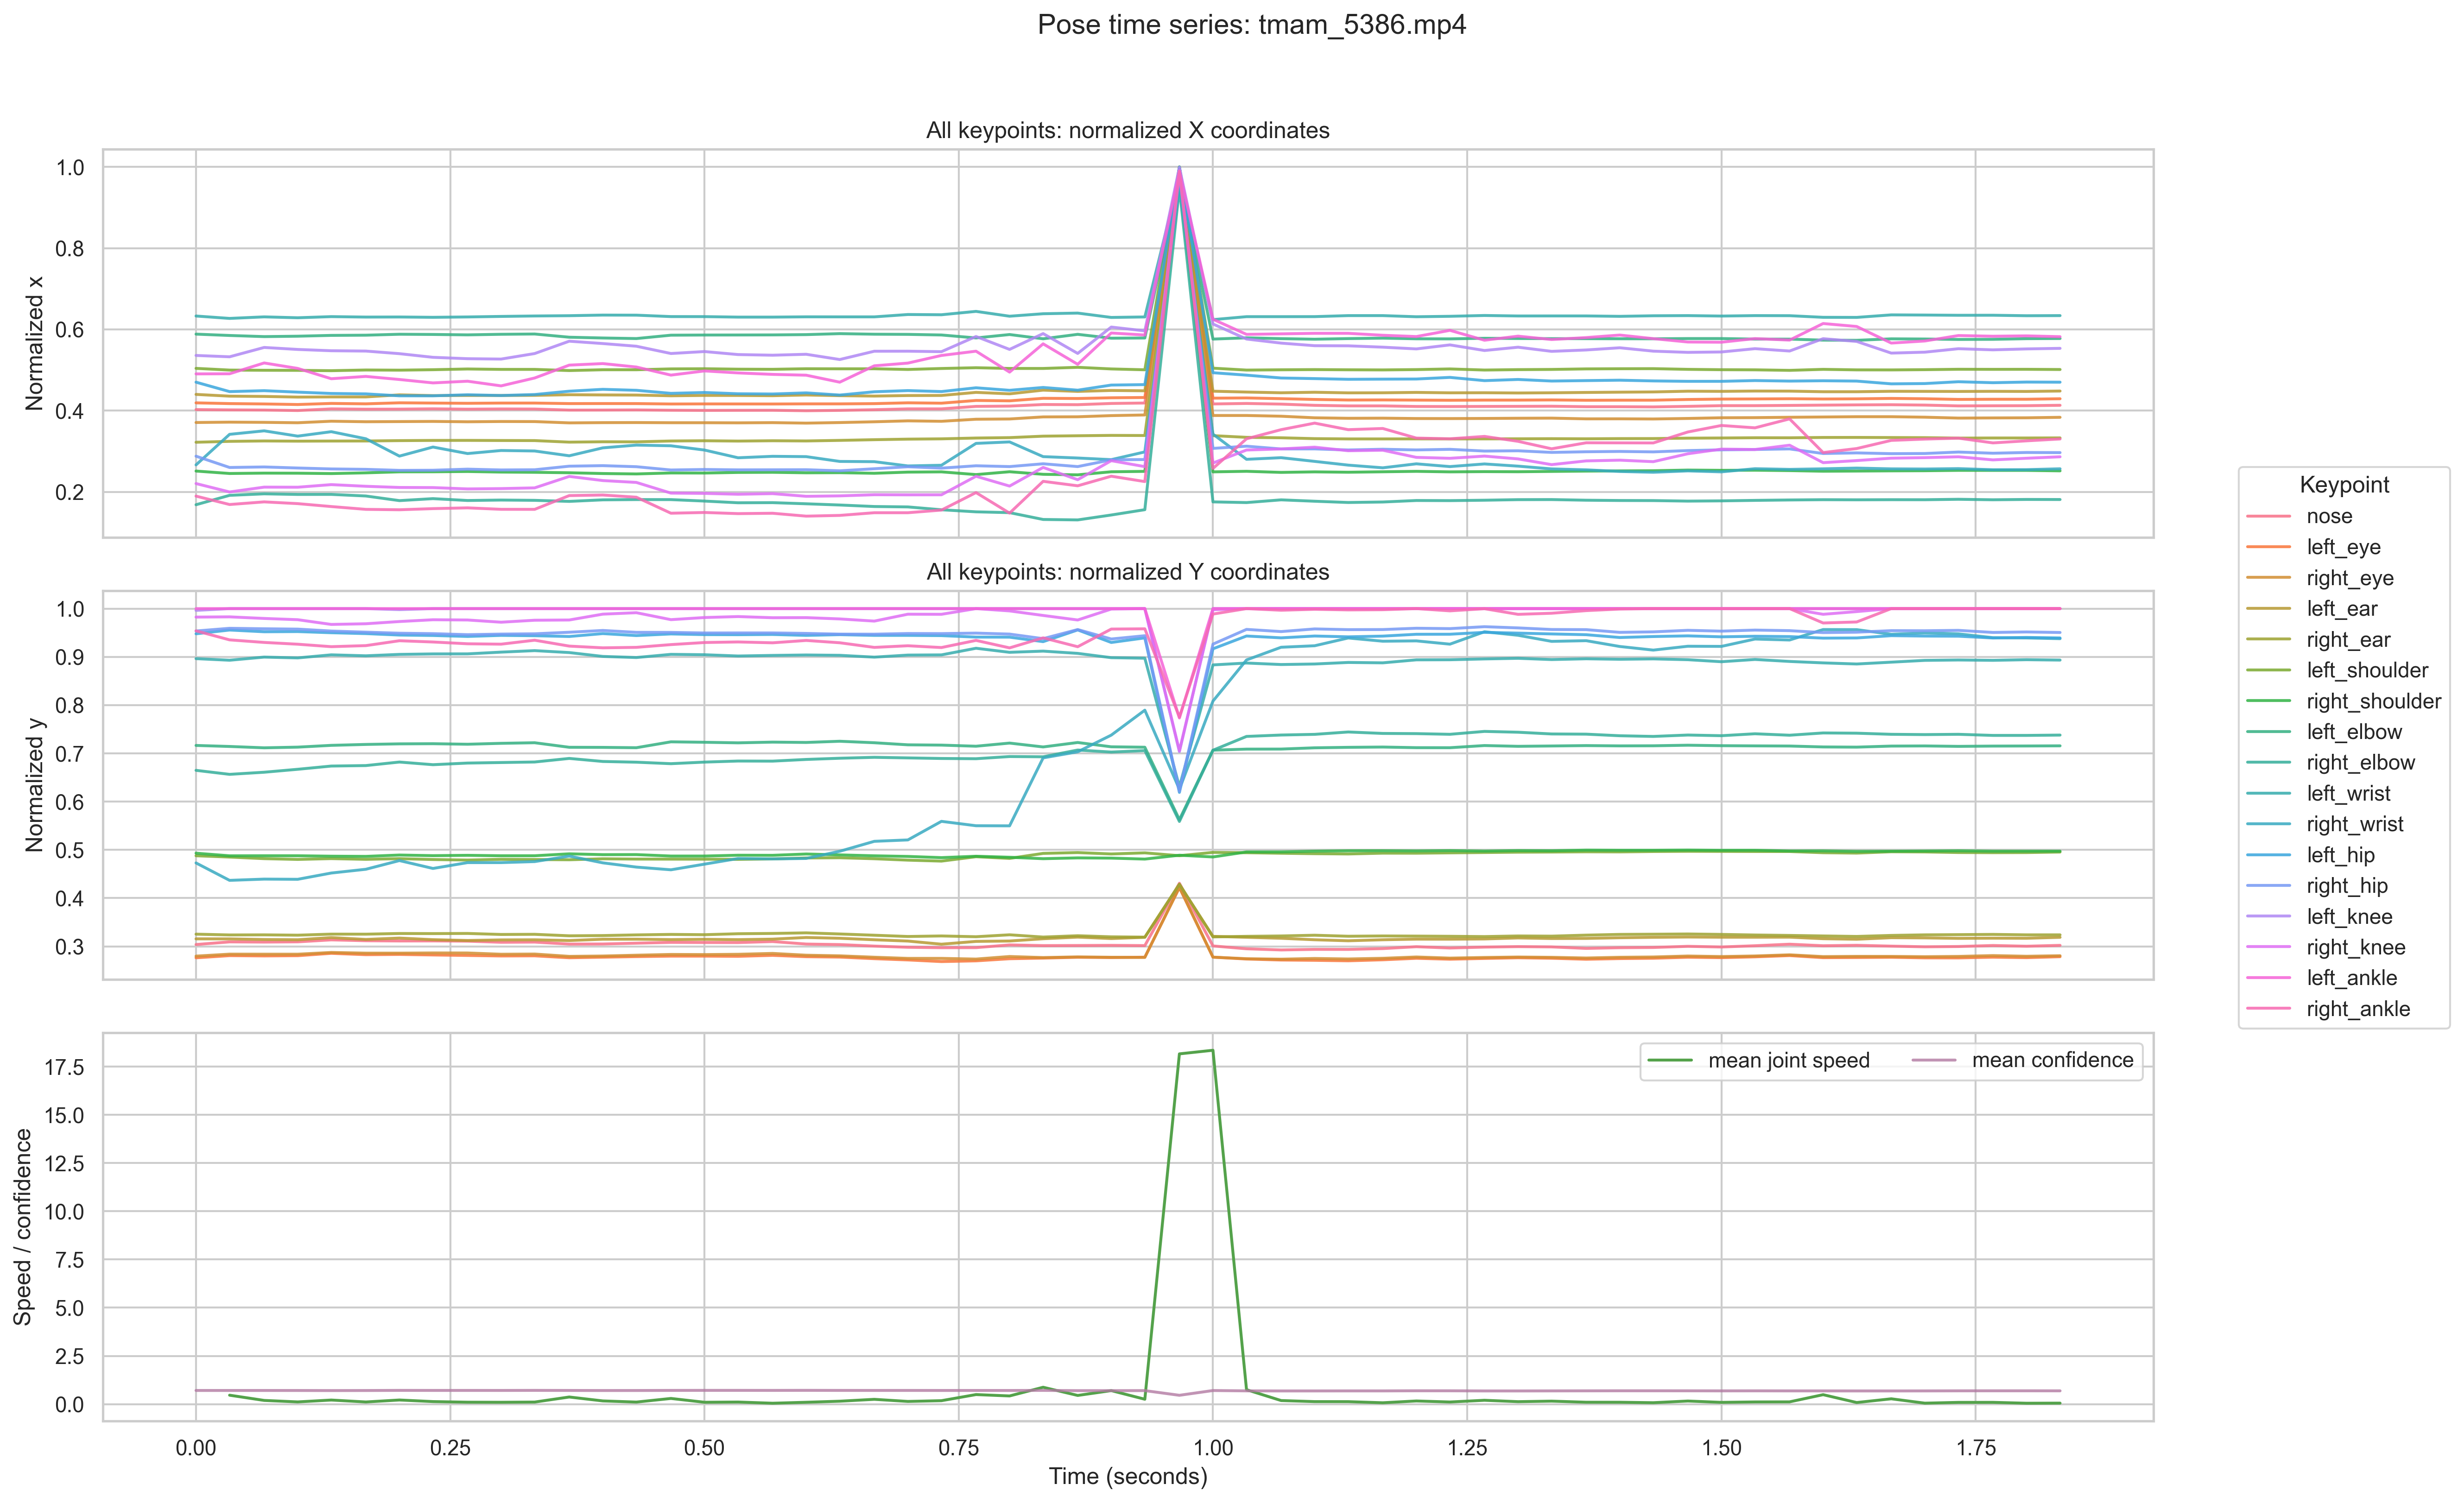 Pose time series: tmam_5386.mp4
All keypoints: normalized X coordinates
Normalized x
1.0
0.8
0.6
0.4
0.2
All keypoints: normalized Y coordinates
Normalized y
1.0
0.9
0.8
0.7
0.6
0.5
0.4
0.3
Keypoint
nose
left_eye
right_eye
left_ear
right_ear
left_shoulder
right_shoulder
left_elbow
right_elbow
left_wrist
right_wrist
left_hip
right_hip
left_knee
right_knee
left_ankle
right_ankle
mean joint speed mean confidence
Speed / confidence
17.5
15.0
12.5
10.0
7.5
5.0
2.5
0.0
0.00 0.25 0.50 0.75 1.00 1.25 1.50 1.75
Time (seconds)